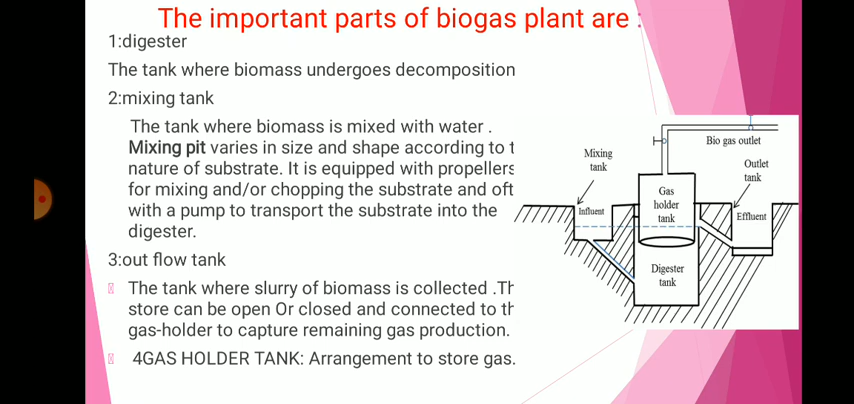 The important parts of biogas plant are :
1:digester
The tank where biomass undergoes decomposition
2:mixing tank
The tank where biomass is mixed with water .
Mixing pit varies in size and shape according to t
nature of substrate. It is equipped with propellers
for mixing and/or chopping the substrate and oft
with a pump to transport the substrate into the
digester.
3:out flow tank
The tank where slurry of biomass is collected .Th
store can be open Or closed and connected to th
gas-holder to capture remaining gas production.
4GAS HOLDER TANK: Arrangement to store gas.
Bio gas outlet
Mixing
tank
Outlet
tank
Gas
holder
tank
Influent
Effluent
Digester
tank